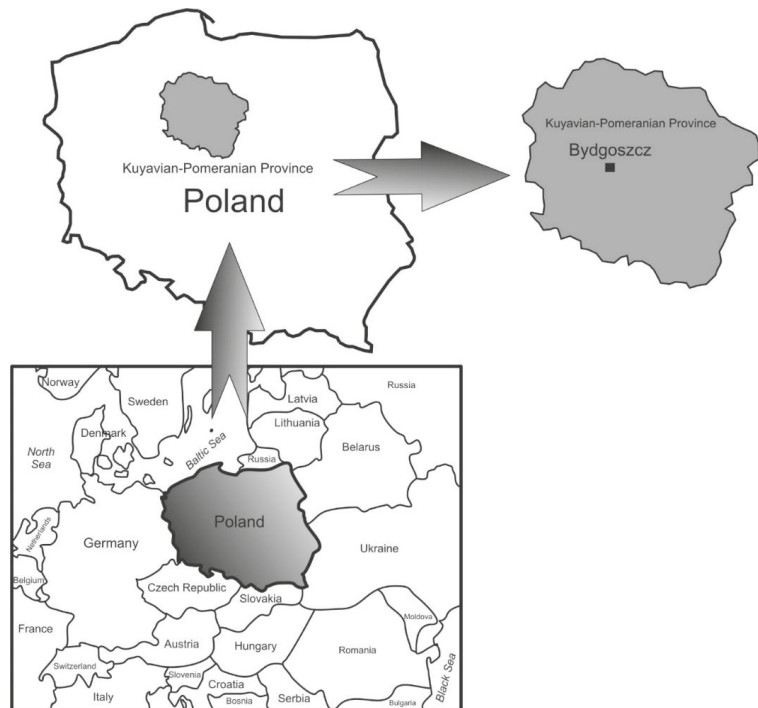 Kuyavian-Pomeranian Province
Poland
Kuyavian-Pomeranian Province
Bydgoszcz
Norway
Sweden
Russia
Latvia
Denmark
Lithuania
Belarus
North
Sea
Baltic Sea
Russia
Netherlands
Germany
Poland
Ukraine
Belgium
Czech Republic
Slovakia
France
Moldova
Austria
Hungary
Romania
Switzerland
Slovenia
Croatia
Black Sea
Italy
Bosnia
Serbia
Bulgaria